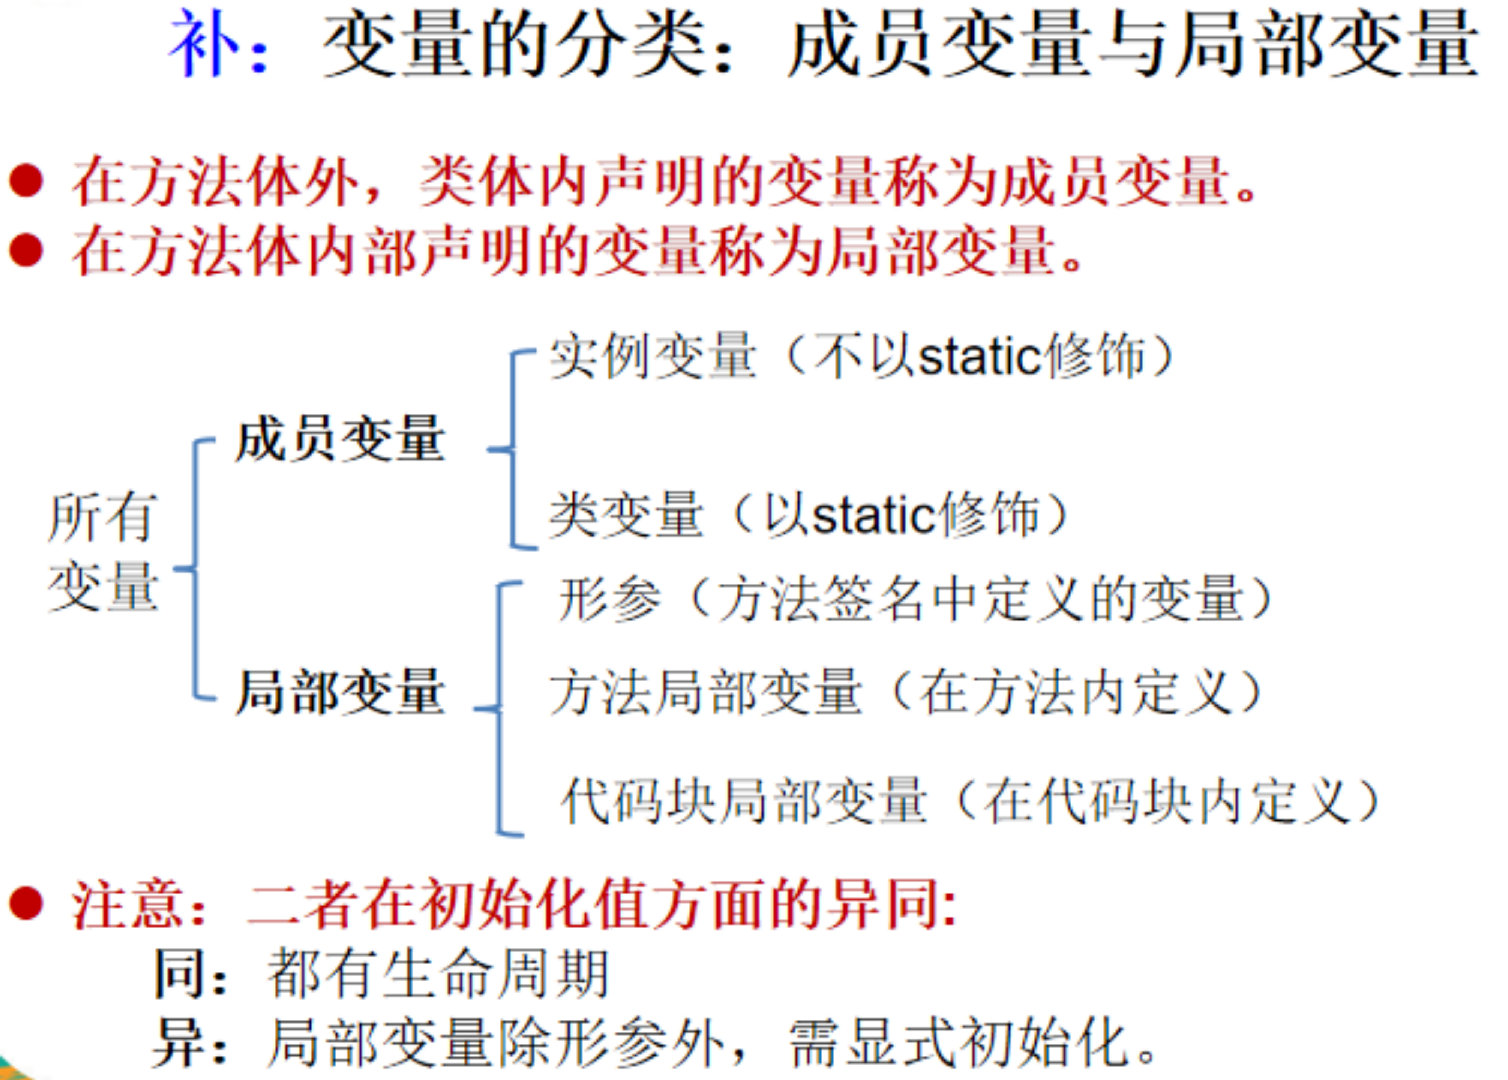 补：变量的分类：成员变量与局部变量
● 在方法体外，类体内声明的变量称为成员变量。
● 在方法体内部声明的变量称为局部变量。
所有
变量
成员变量
实例变量（不以static修饰）
类变量（以static修饰）
局部变量
形参（方法签名中定义的变量）
方法局部变量（在方法内定义）
代码块局部变量（在代码块内定义）
● 注意：二者在初始化值方面的异同:
同：都有生命周期
异：局部变量除形参外，需显式初始化。